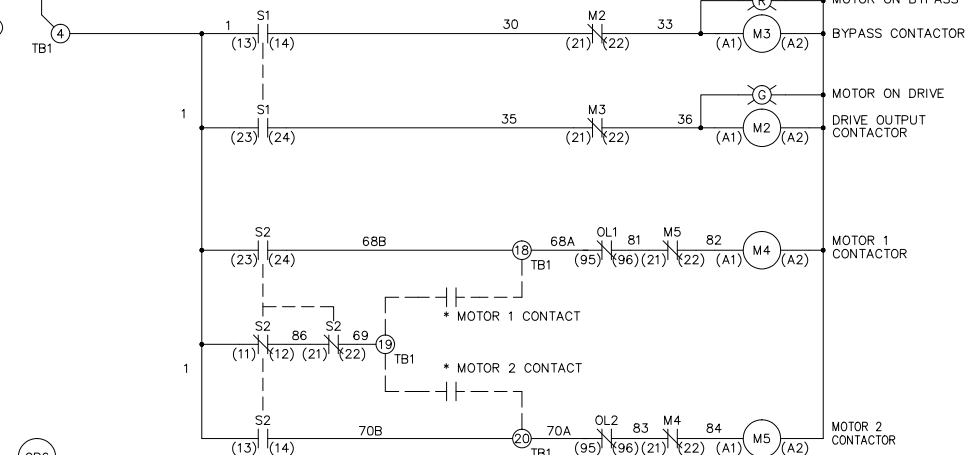 R MOTOR ON BYPASS
4 TB1 1 S1 (13) (14) 30 M2 (21) (22) 33 (A1) M3 (A2) BYPASS CONTACTOR
G MOTOR ON DRIVE
1 S1 (23) (24) 35 M3 (21) (22) 36 (A1) M2 (A2) DRIVE OUTPUT
CONTACTOR
S2 (23) (24) 68B 18 TB1 68A OL1 (95) (96) 81 M5 (21) (22) 82 (A1) M4 (A2) MOTOR 1
CONTACTOR
* MOTOR 1 CONTACT
1 S2 (11) (12) 86 S2 (21) (22) 69 19 TB1
* MOTOR 2 CONTACT
S2 (13) (14) 70B 20 TB1 70A OL2 (95) (96) 83 M4 (21) (22) 84 (A1) M5 (A2) MOTOR 2
CONTACTOR